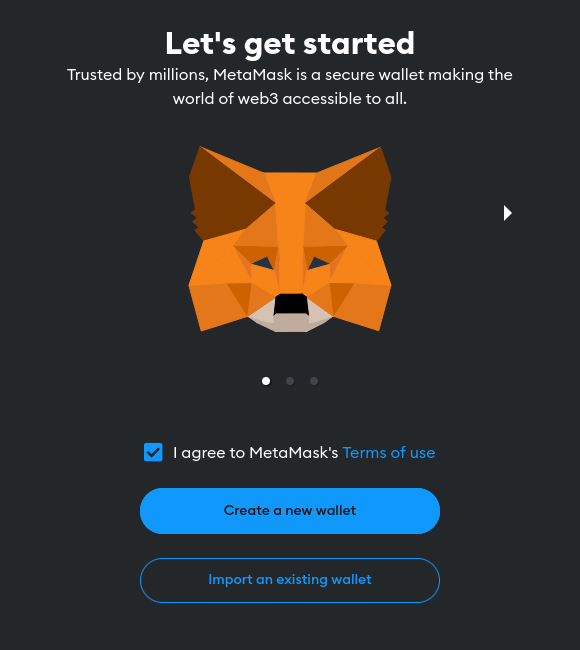 Let's get started
Trusted by millions, MetaMask is a secure wallet making the
world of web3 accessible to all.
I agree to MetaMask's Terms of use
Create a new wallet
Import an existing wallet